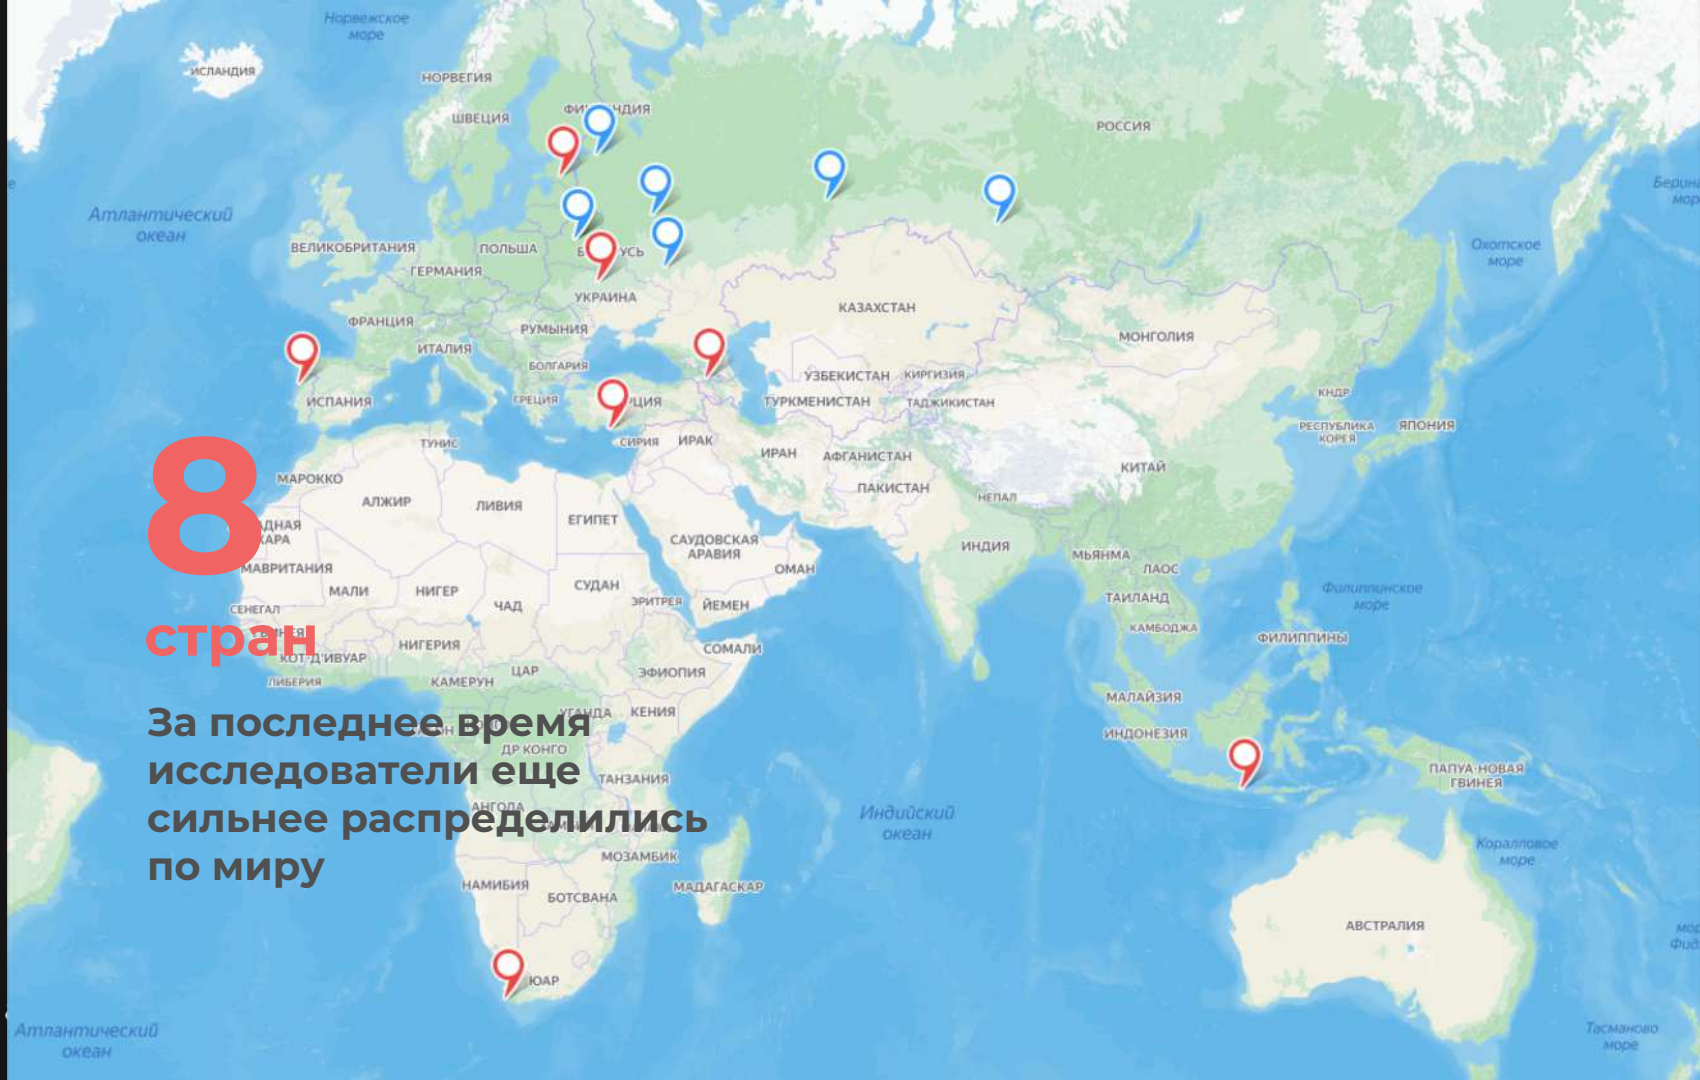 Норвежское
море
ИСЛАНДИЯ
НОРВЕГИЯ
ШВЕЦИЯ
РОССИЯ
Атлантический
океан
ВЕЛИКОБРИТАНИЯ
ПОЛЬША
ГЕРМАНИЯ
УКРАИНА
КАЗАХСТАН
Охотское
море
ФРАНЦИЯ
РУМЫНИЯ
МОНГОЛИЯ
ИТАЛИЯ
БОЛГАРИЯ
УЗБЕКИСТАН
КИРГИЗИЯ
ИСПАНИЯ
ГРЕЦИЯ
ТУРКМЕНИСТАН
ТАДЖИКИСТАН
КНДР
РЕСПУБЛИКА
КОРЕЯ
ЯПОНИЯ
ТУНИС
СИРИЯ
ИРАК
ИРАН
АФГАНИСТАН
КИТАЙ
МАРОККО
ПАКИСТАН
НЕПАЛ
АЛЖИР
ЛИВИЯ
ЕГИПЕТ
САУДОВСКАЯ
АРАВИЯ
ИНДИЯ
МЬЯНМА
ЛАОС
ОМАН
8
МАВРИТАНИЯ
МАЛИ
НИГЕР
ЧАД
СУДАН
ЭРИТРЕЯ
ЙЕМЕН
ТАИЛАНД
Филиппинское
море
СЕНЕГАЛ
КАМБОДЖА
ФИЛИППИНЫ
стран
КОТ-Д'ИВУАР
НИГЕРИЯ
СОМАЛИ
ЛИБЕРИЯ
КАМЕРУН
ЦАР
ЭФИОПИЯ
МАЛАЙЗИЯ
За последнее время
исследователи еще
сильнее распределились
по миру
УГАНДА
КЕНИЯ
ИНДОНЕЗИЯ
ДР КОНГО
ТАНЗАНИЯ
ПАПУА-НОВАЯ
ГВИНЕЯ
АНГОЛА
Индийский
океан
МОЗАМБИК
Коралловое
море
НАМИБИЯ
БОТСВАНА
МАДАГАСКАР
АВСТРАЛИЯ
ЮАР
Атлантический
океан
Тасманово
море